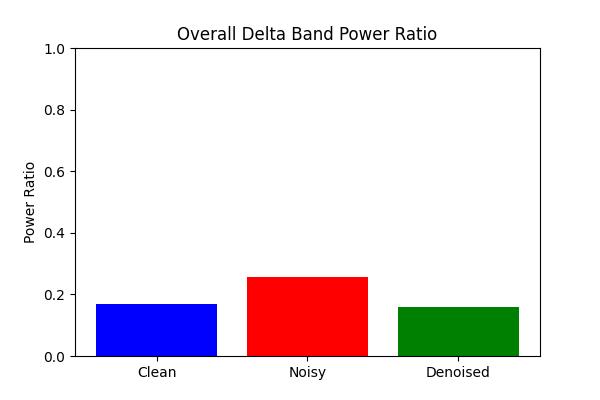 Overall Delta Band Power Ratio
1.0
0.8
0.6
0.4
0.2
0.0
Power Ratio
Clean
Noisy
Denoised